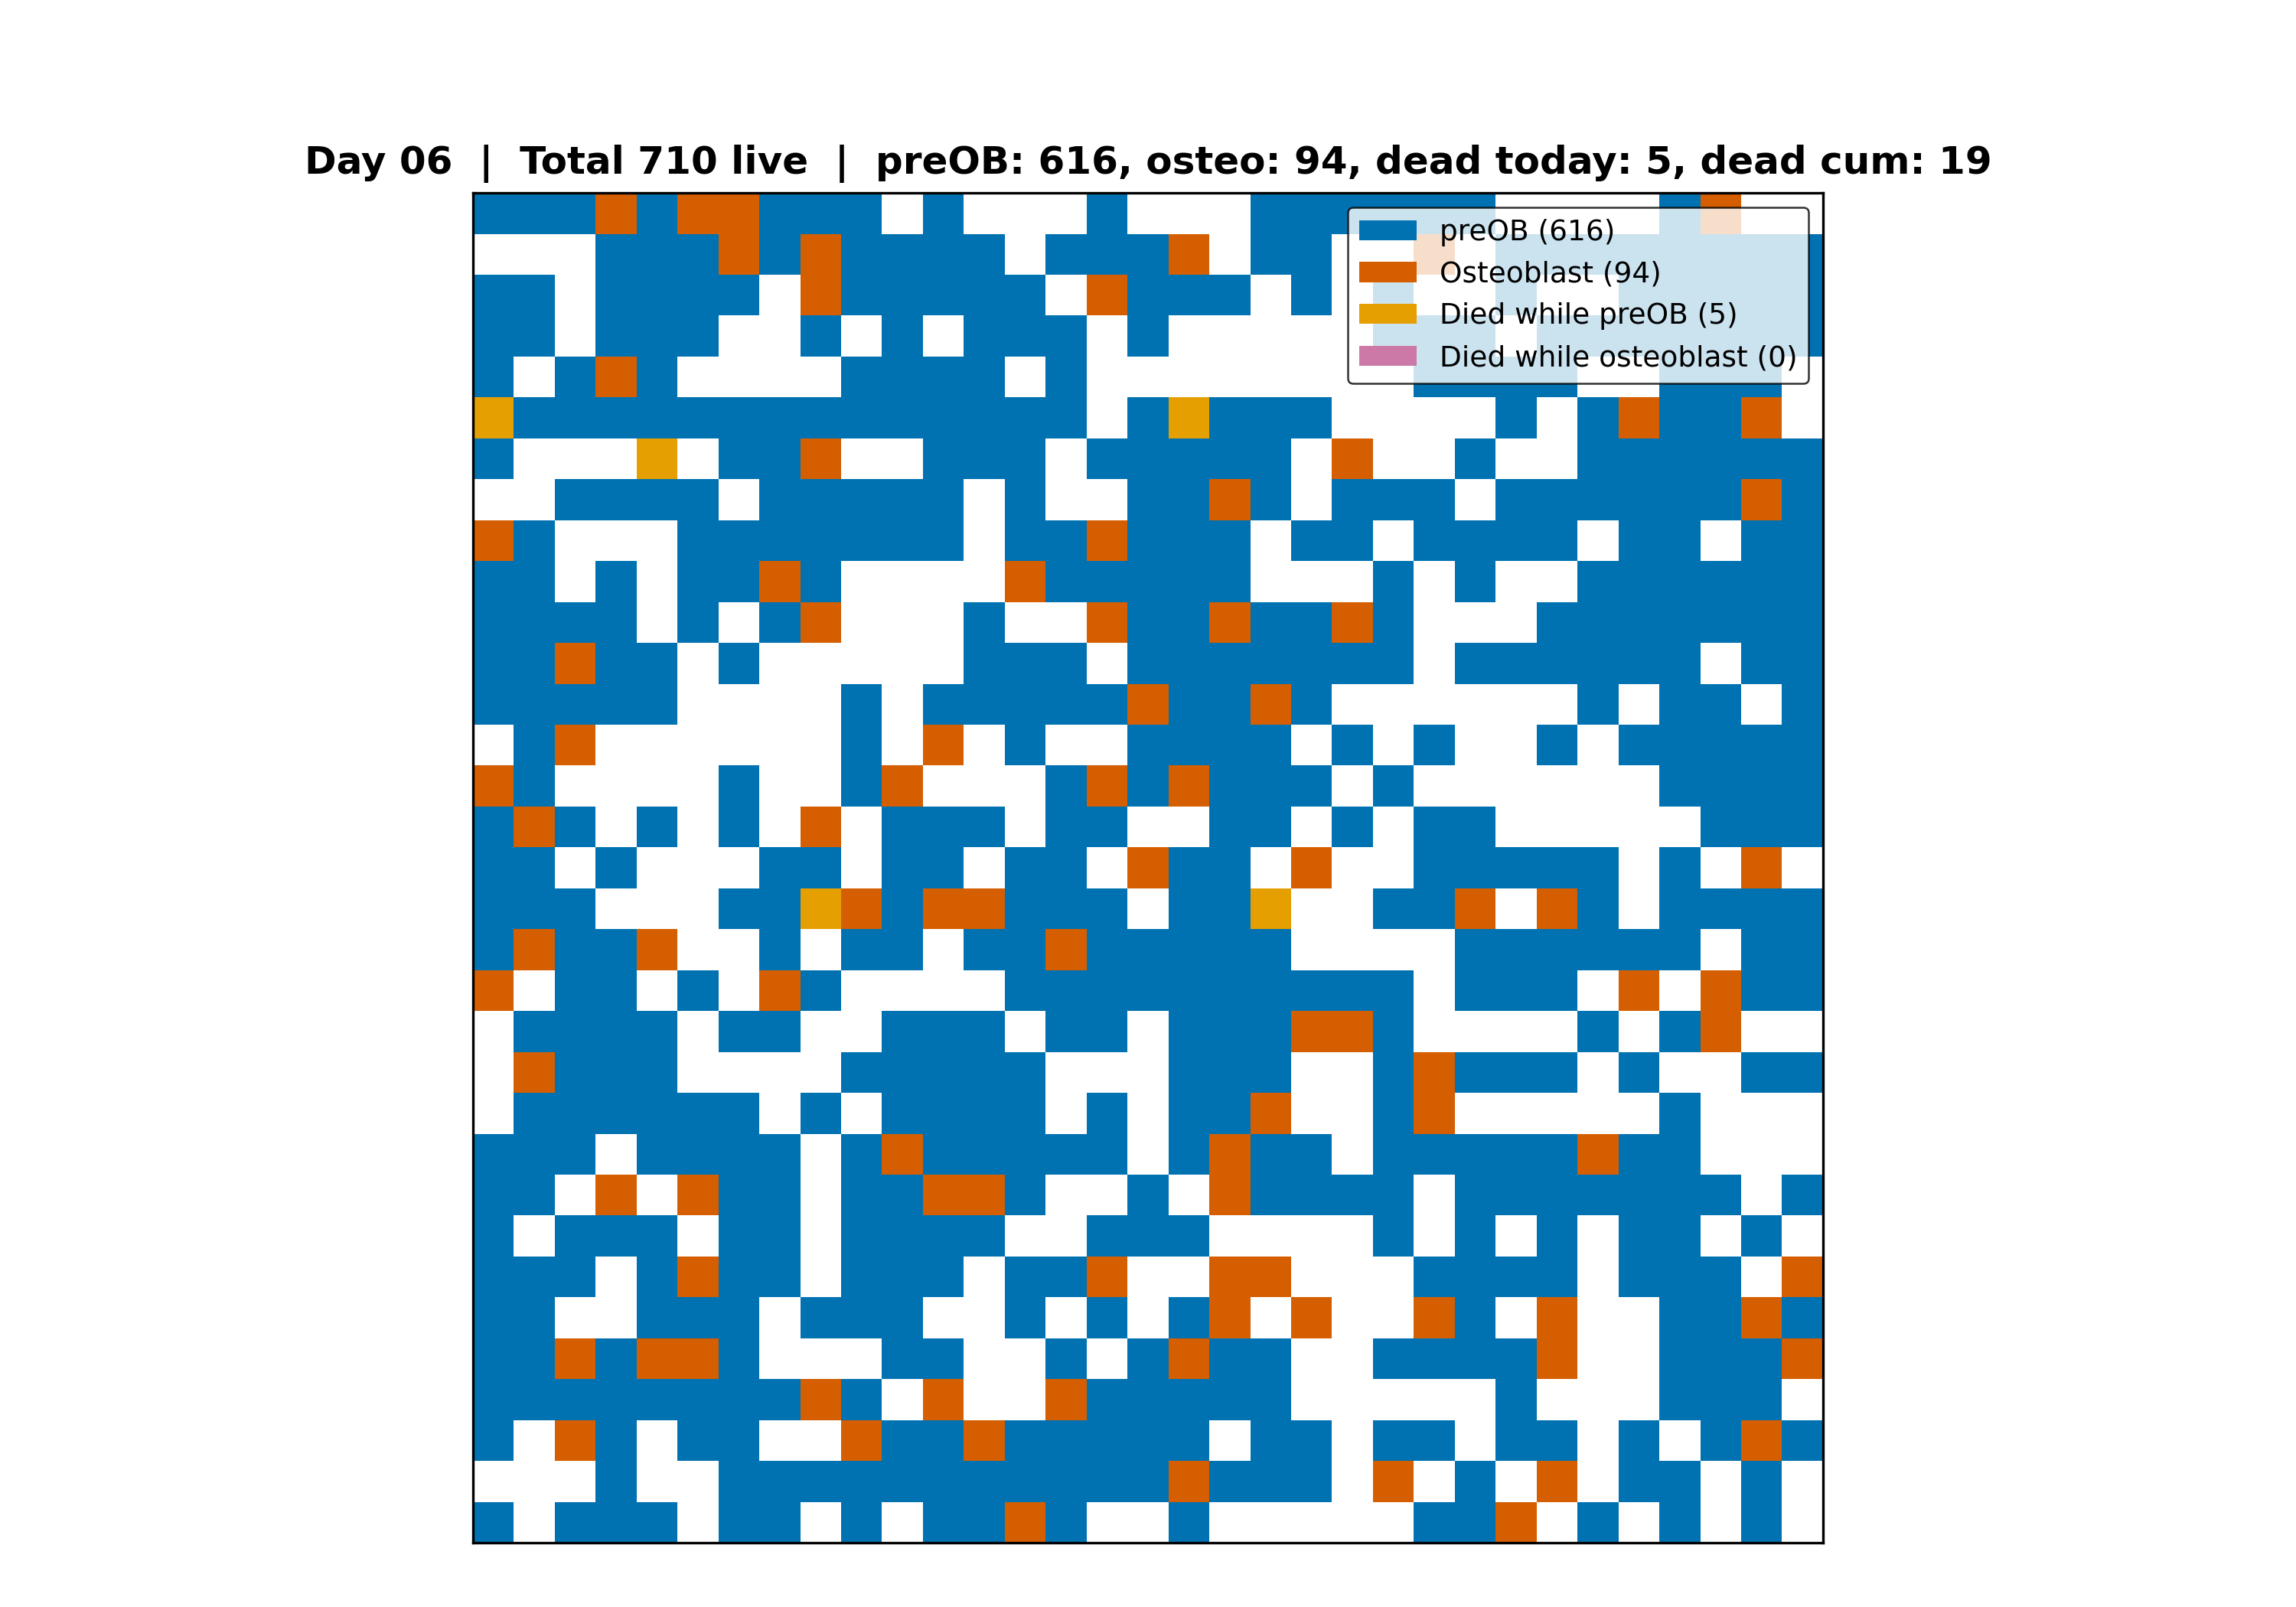 Day 06 | Total 710 live | preOB: 616, osteo: 94, dead today: 5, dead cum: 19
preOB (616)
Osteoblast (94)
Died while preOB (5)
Died while osteoblast (0)